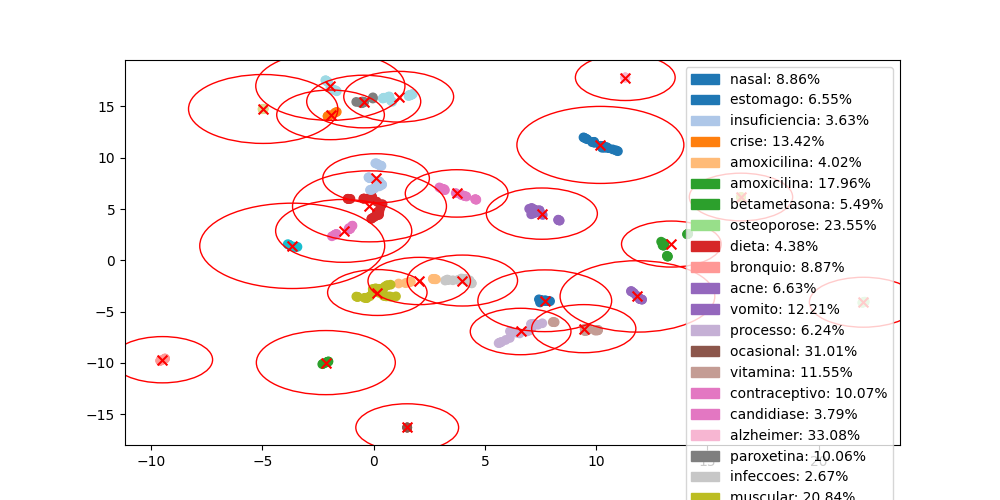 15
10
5
0
−5
−10
−15
−10
−5
0
5
10
15
20
nasal: 8.86%
estomago: 6.55%
insuficiencia: 3.63%
crise: 13.42%
amoxicilina: 4.02%
amoxicilina: 17.96%
betametasona: 5.49%
osteoporose: 23.55%
dieta: 4.38%
bronquio: 8.87%
acne: 6.63%
vomito: 12.21%
processo: 6.24%
ocasional: 31.01%
vitamina: 11.55%
contraceptivo: 10.07%
candidiase: 3.79%
alzheimer: 33.08%
paroxetina: 10.06%
infeccoes: 2.67%
muscular: 20.84%